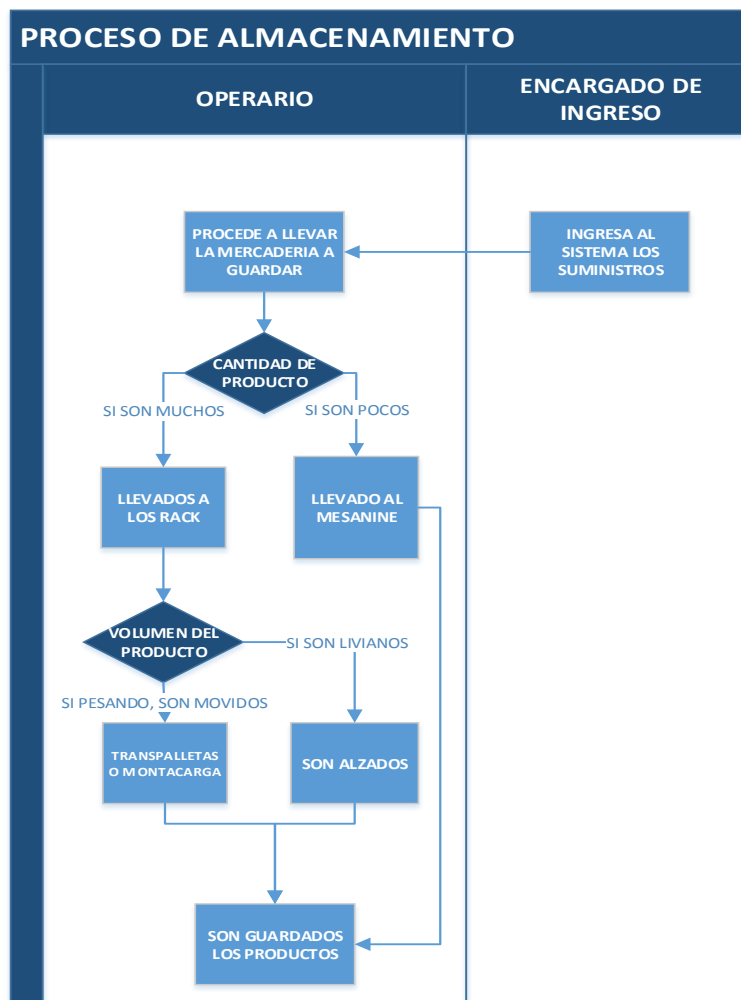 PROCESO DE ALMACENAMIENTO
OPERARIO
ENCARGADO DE
INGRESO
PROCEDE A LLEVAR
LA MERCADERIA A
GUARDAR
INGRESA AL
SISTEMA LOS
SUMINISTROS
CANTIDAD DE
PRODUCTO
SI SON MUCHOS
SI SON POCOS
LLEVADOS A
LOS RACK
LLEVADO AL
MESANINE
VOLUMEN DEL
PRODUCTO
SI SON LIVIANOS
SI PESANDO, SON MOVIDOS
TRANSPALLETAS
O MONTACARGA
SON ALZADOS
SON GUARDADOS
LOS PRODUCTOS